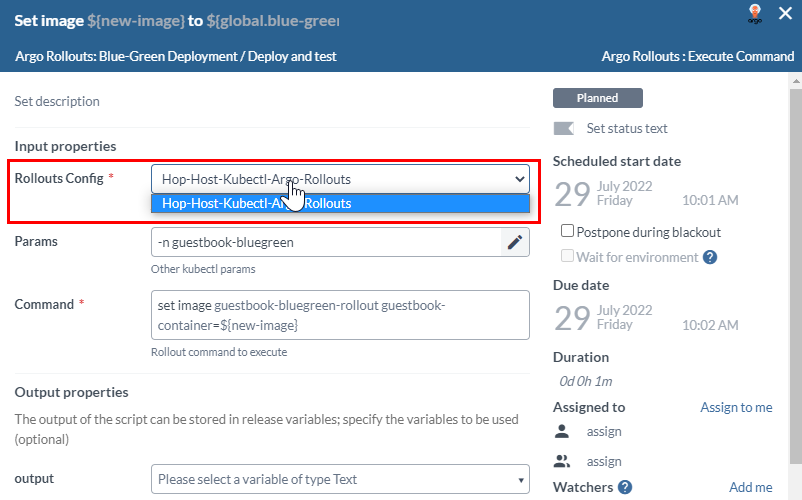 Set image ${new-image} to ${global.blue-green
argo
Argo Rollouts: Blue-Green Deployment / Deploy and test
Argo Rollouts : Execute Command
Set description
Input properties
Rollouts Config *
Hop-Host-Kubectl-Argo-Rollouts
Hop-Host-Kubectl-Argo-Rollouts
Params
-n guestbook-bluegreen
Other kubectl params
Command *
set image guestbook-bluegreen-rollout guestbook-
container=${new-image}
Rollout command to execute
Output properties
The output of the script can be stored in release variables; specify the variables to be used
(optional)
output
Please select a variable of type Text
Planned
Set status text
Scheduled start date
29 July 2022
Friday
10:01 AM
Postpone during blackout
Wait for environment ?
Due date
29 July 2022
Friday
10:02 AM
Duration
0d 0h 1m
Assigned to
Assign to me
assign
assign
Watchers ?
Add me